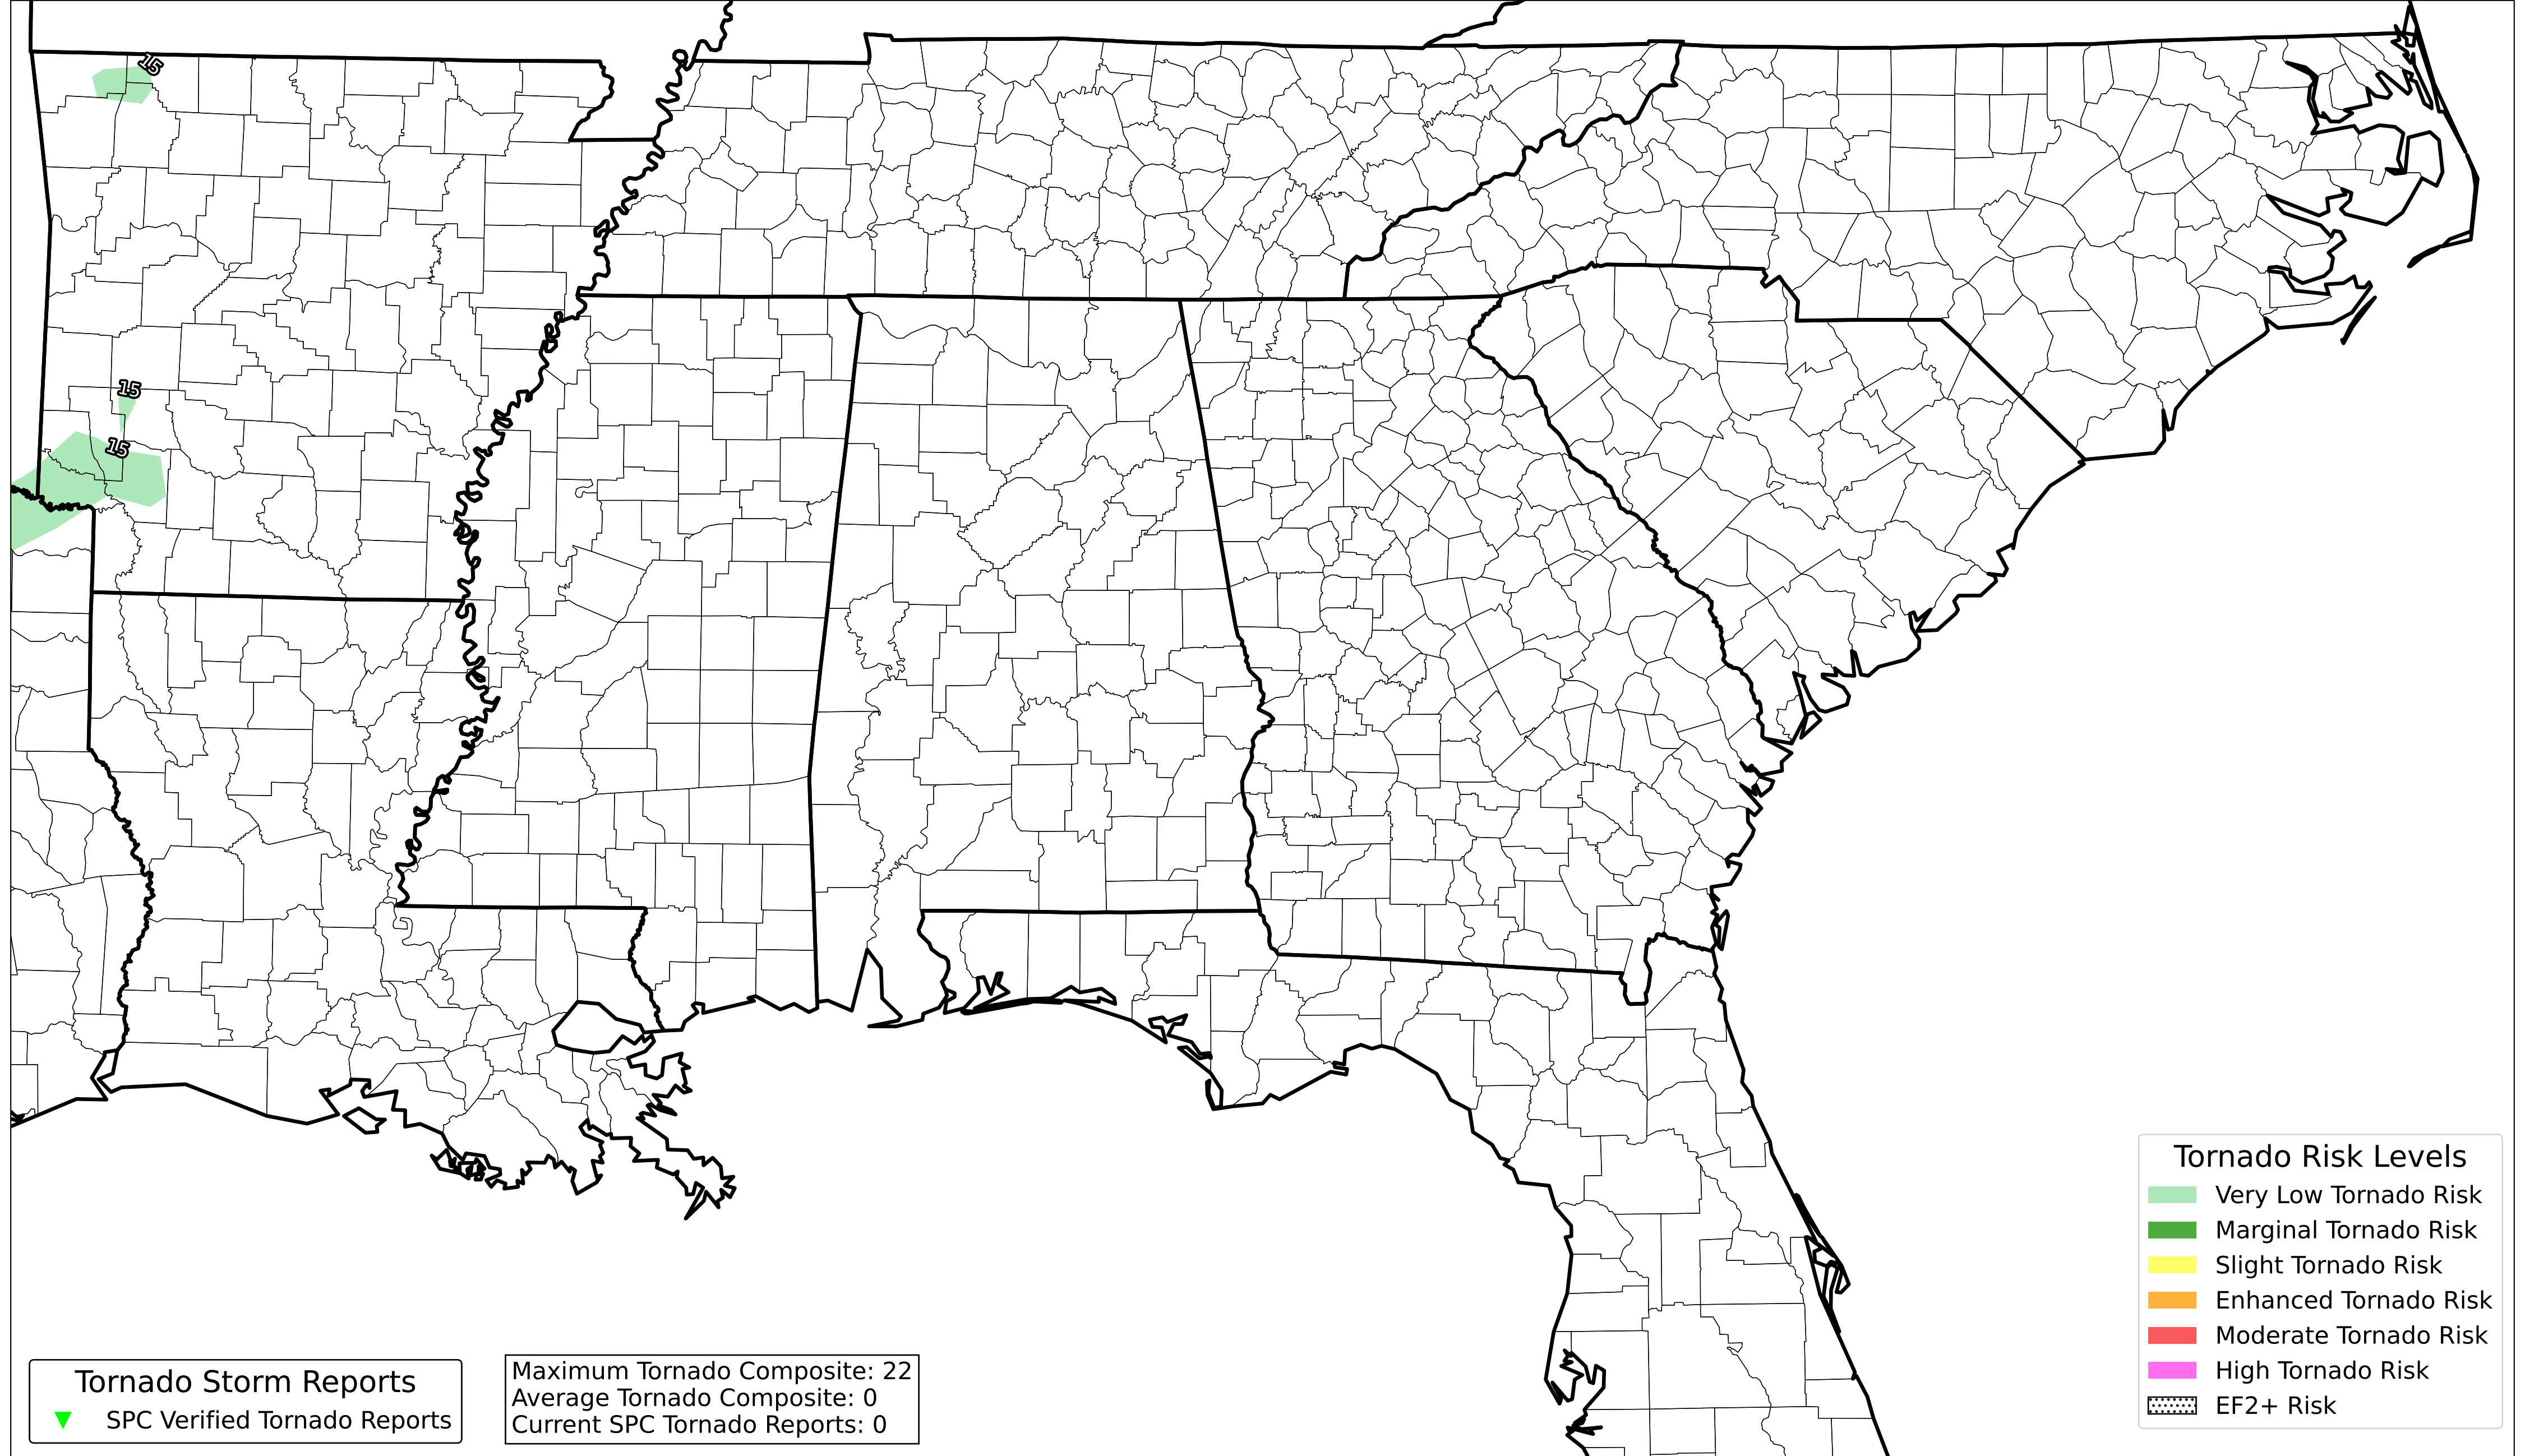 15
15
15
Tornado Risk Levels
Very Low Tornado Risk
Marginal Tornado Risk
Slight Tornado Risk
Enhanced Tornado Risk
Moderate Tornado Risk
High Tornado Risk
EF2+ Risk
Tornado Storm Reports
SPC Verified Tornado Reports
Maximum Tornado Composite: 22
Average Tornado Composite: 0
Current SPC Tornado Reports: 0